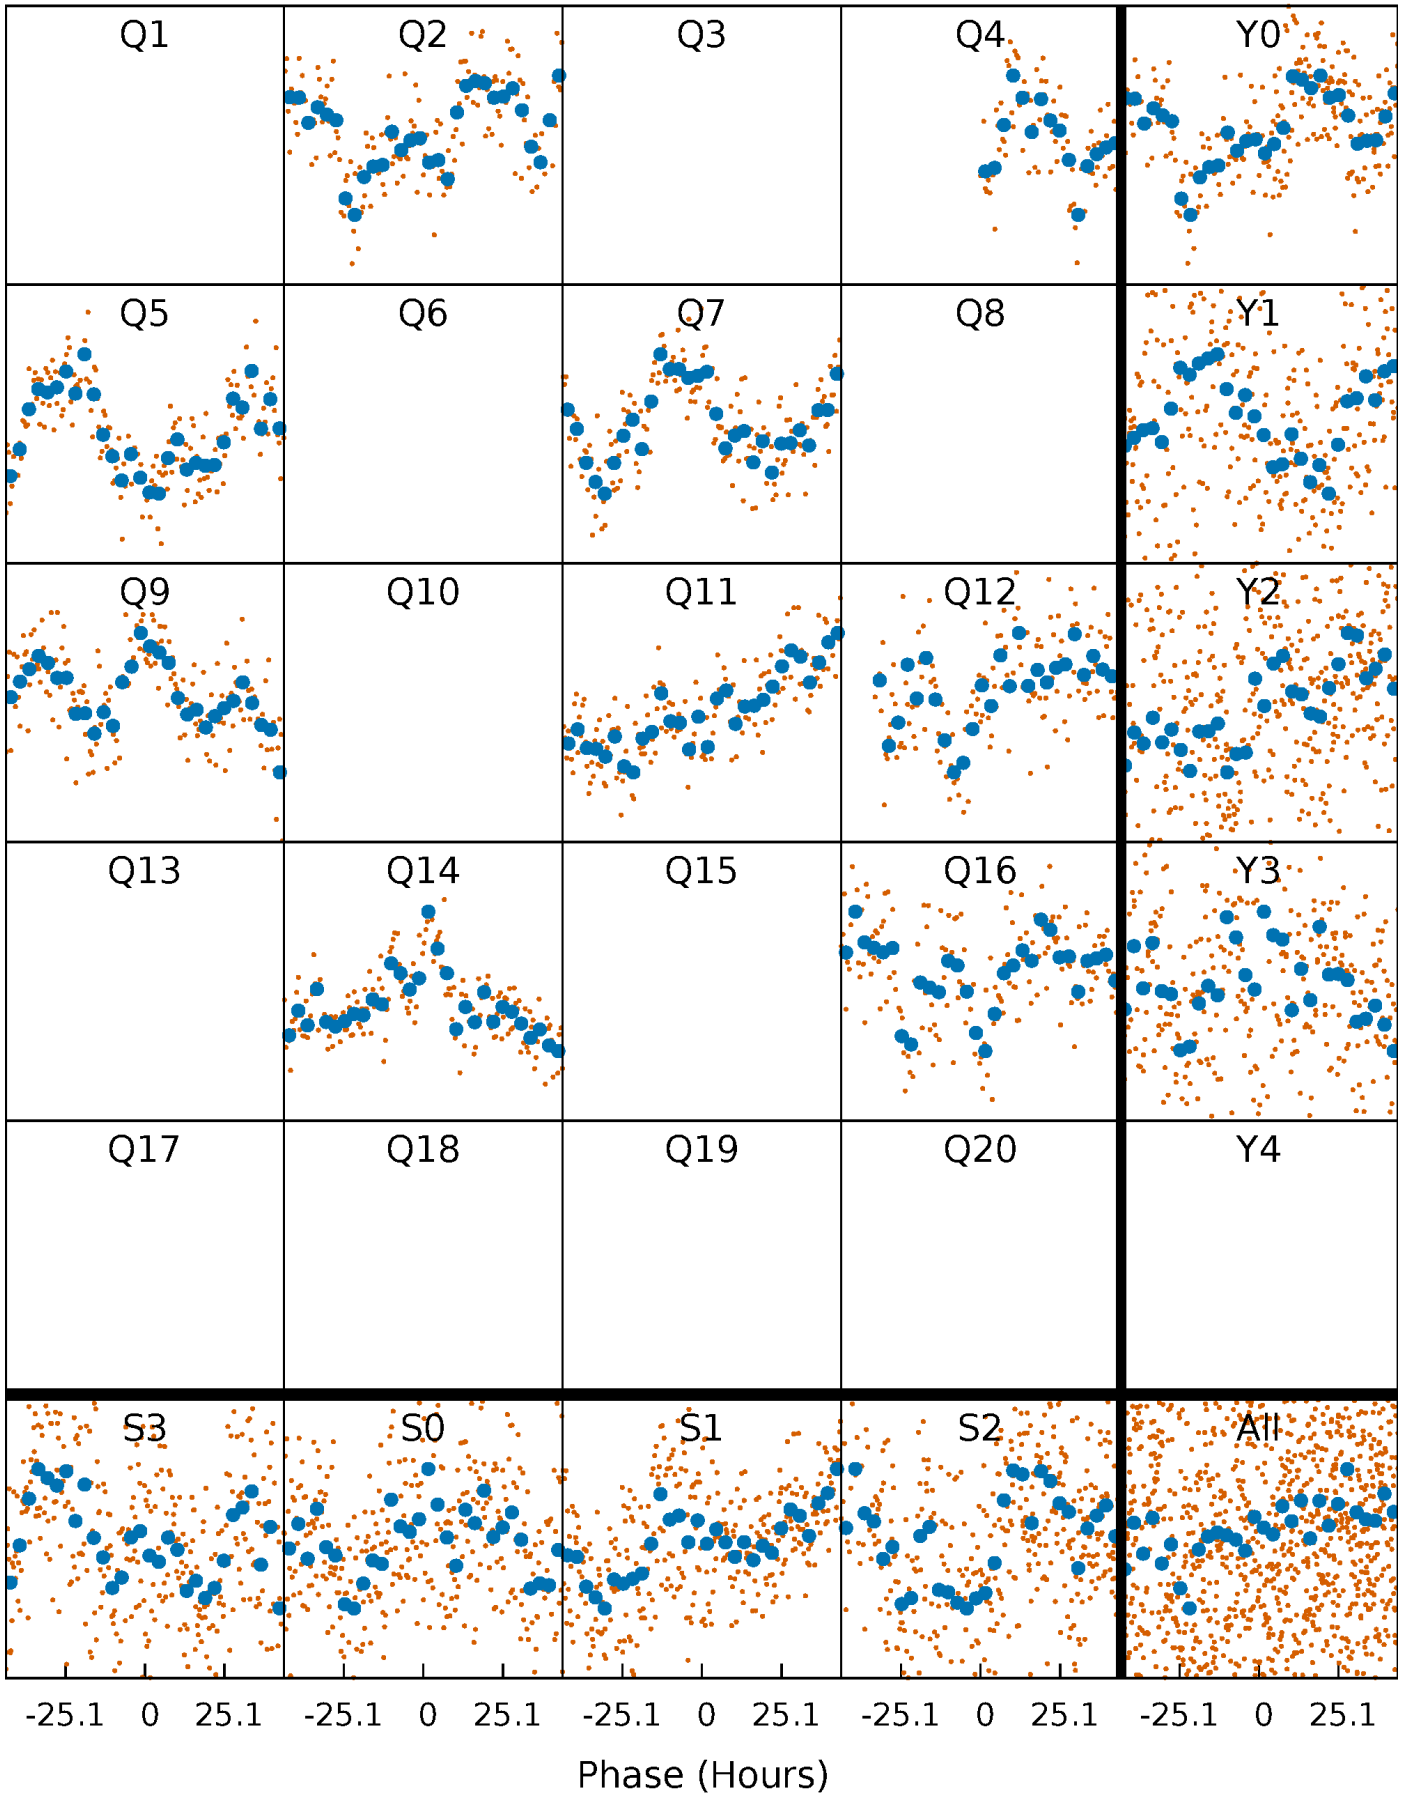 Q1 Q2 Q3 Q4 Y0
Q5 Q6 Q7 Q8 Y1
Q9 Q10 Q11 Q12 Y2
Q13 Q14 Q15 Q16 Y3
Q17 Q18 Q19 Q20 Y4
S3 S0 S1 S2 All
-25.1 0 25.1 -25.1 0 25.1 -25.1 0 25.1 -25.1 0 25.1 -25.1 0 25.1
Phase (Hours)